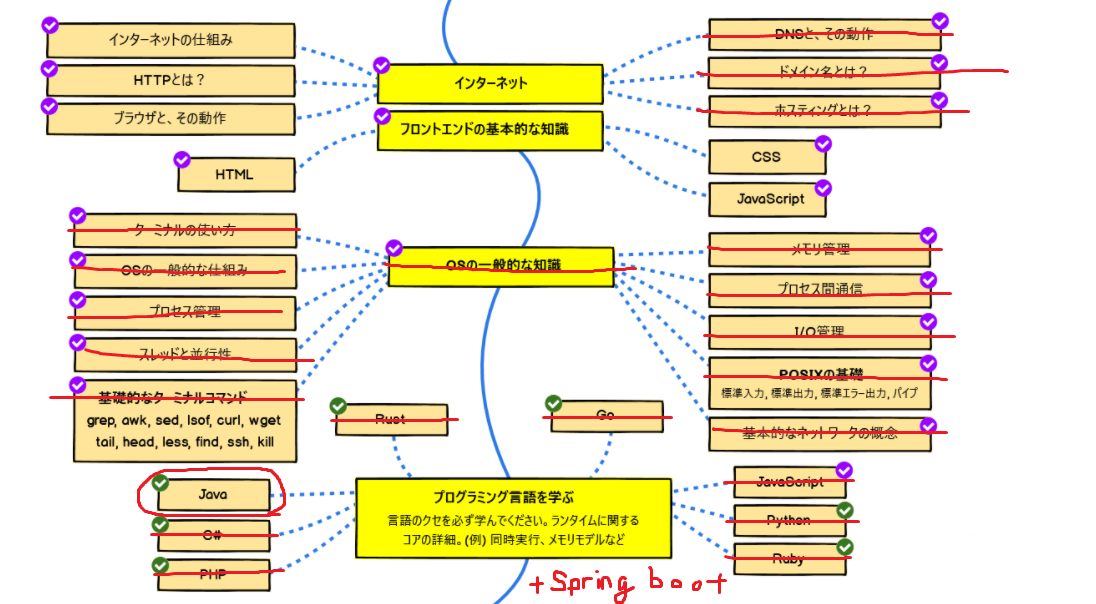 インターネットの仕組み
HTTPとは？
ブラウザと、その動作
インターネット
DNSと、その動作
ドメイン名とは？
ホスティングとは？
フロントエンドの基本的な知識
HTML
CSS
JavaScript
ターミナルの使い方
OSの一般的な仕組み
プロセス管理
スレッドと並行性
基礎的なターミナルコマンド
grep, awk, sed, lsof, curl, wget
tail, head, less, find, ssh, kill
OSの一般的な知識
メモリ管理
プロセス間通信
I/O管理
POSIXの基礎
標準入力, 標準出力, 標準エラー出力, パイプ
基本的なネットワークの概念
Rust
Go
Java
C#
PHP
プログラミング言語を学ぶ
言語のクセを必ず学んでください。ランタイムに関する
コアの詳細。(例) 同時実行、メモリモデルなど
JavaScript
Python
Ruby
+ Spring boot